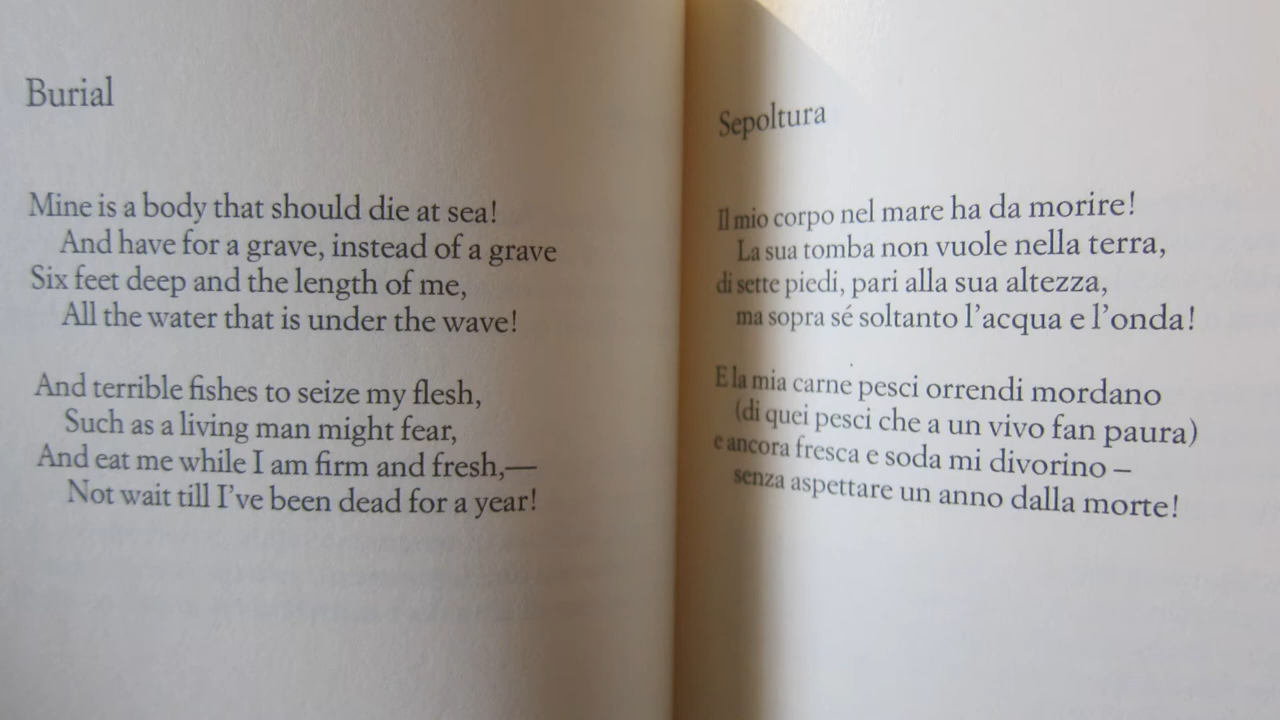 Burial
Mine is a body that should die at sea!
And have for a grave, instead of a grave
Six feet deep and the length of me,
All the water that is under the wave!
And terrible fishes to seize my flesh,
Such as a living man might fear,
And eat me while I am firm and fresh,—
Not wait till I've been dead for a year!
Sepoltura
Il mio corpo nel mare ha da morire!
La sua tomba non vuole nella terra,
di sette piedi, pari alla sua altezza,
ma sopra sé soltanto l'acqua e l'onda!
E la mia carne pesci orrendi mordano
(di quei pesci che a un vivo fan paura)
e ancora fresca e soda mi divorino –
senza aspettare un anno dalla morte!